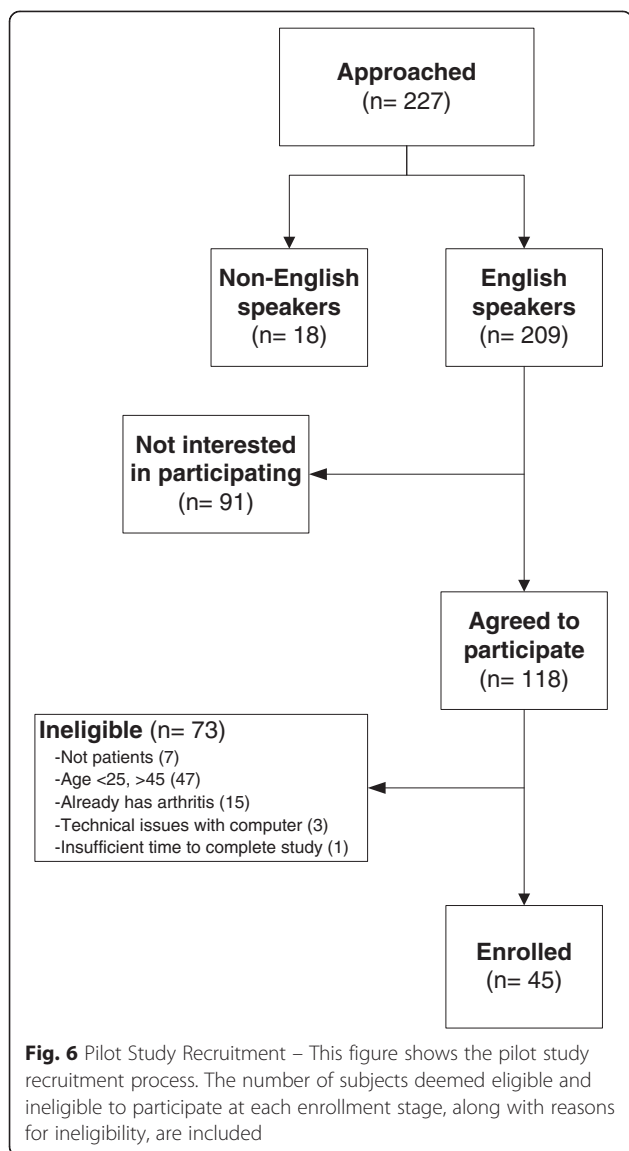 Approached
(n= 227)
Non-English
speakers
(n= 18)
English
speakers
(n= 209)
Not interested
in participating
(n= 91)
Agreed to
participate
(n= 118)
Ineligible (n= 73)
-Not patients (7)
-Age <25, >45 (47)
-Already has arthritis (15)
-Technical issues with computer (3)
-Insufficient time to complete study (1)
Enrolled
(n= 45)
Fig. 6 Pilot Study Recruitment – This figure shows the pilot study
recruitment process. The number of subjects deemed eligible and
ineligible to participate at each enrollment stage, along with reasons
for ineligibility, are included